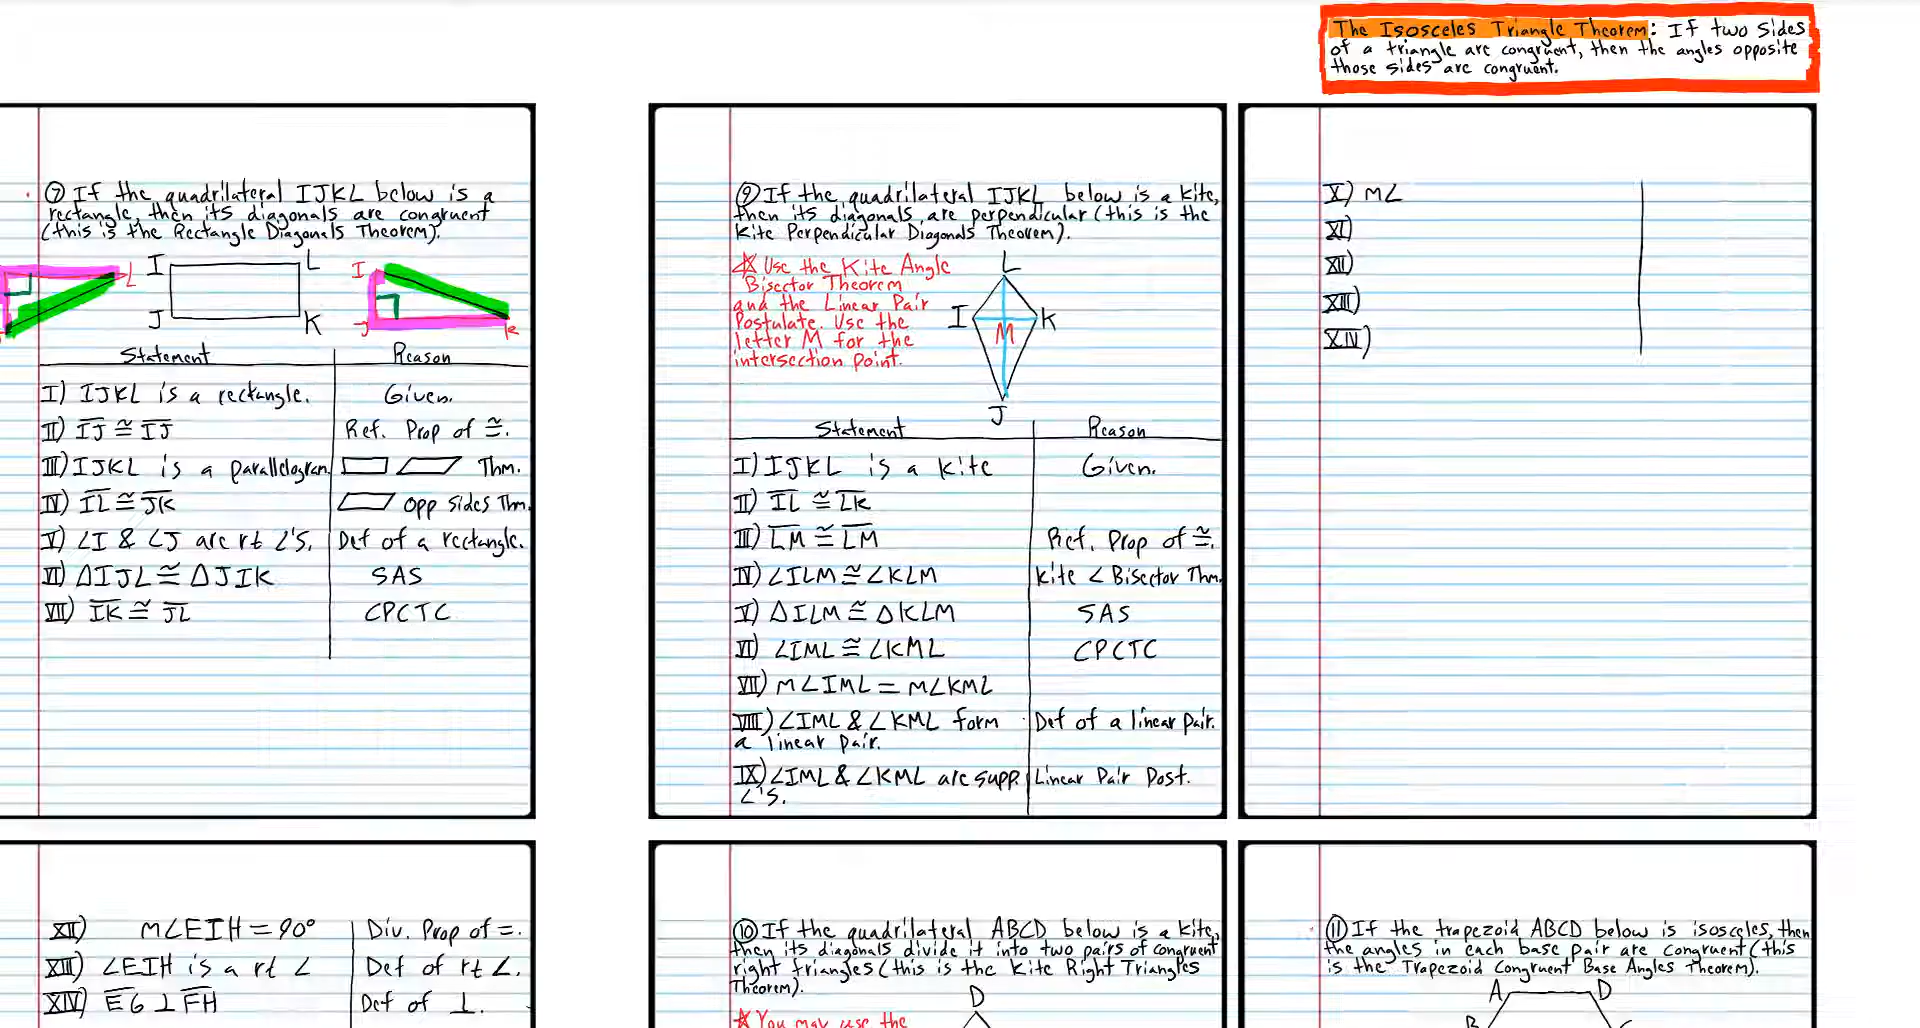 The Isosceles Triangle Theorem: If two sides
of a triangle are congruent, then the angles opposite
those sides are congruent.
⑦ If the quadrilateral IJKL below is a
rectangle, then its diagonals are congruent
(this is the Rectangle Diagonals Theorem).
L
I L
J K
I
J K
Statement Reason
I) IJKL is a rectangle. Given.
II) IJ ≅ IJ Ref. Prop of ≅.
III) IJKL is a parallelogram. Thm.
IV) IL ≅ JK Opp sides Thm.
V) ∠I & ∠J are rt ∠'s. Def of a rectangle.
VI) ΔIJL ≅ ΔJIK SAS
VII) IK ≅ JL CPCTC
⑨ If the quadrilateral IJKL below is a kite,
then its diagonals are perpendicular (this is the
Kite Perpendicular Diagonals Theorem).
☆ Use the Kite Angle
Bisector Theorem
and the Linear Pair
Postulate. Use the
letter M for the
intersection point.
L
I K
M
J
Statement Reason
I) IJKL is a kite Given.
II) IL ≅ LK
III) LM ≅ LM Ref. Prop of ≅.
IV) ∠ILM ≅ ∠KLM Kite ∠ Bisector Thm.
V) ΔILM ≅ ΔKLM SAS
VI) ∠IML ≅ ∠KML CPCTC
VII) m∠IML = m∠KML
VIII) ∠IML & ∠KML form Def of a linear pair.
a linear pair.
IX) ∠IML & ∠KML are supp. Linear Pair Post.
∠'s.
X) m∠
XI)
XII)
XIII)
XIV)
XII) m∠EIH = 90° Div. Prop of =.
XIII) ∠EIH is a rt ∠ Def of rt ∠.
XIV) EG ⊥ FH Def of ⊥.
⑩ If the quadrilateral ABCD below is a kite,
then its diagonals divide it into two pairs of congruent
right triangles (this is the Kite Right Triangles
Theorem).
D
☆ You may use the
⑪ If the trapezoid ABCD below is isosceles, then
the angles in each base pair are congruent (this
is the Trapezoid Congruent Base Angles Theorem).
A D
B